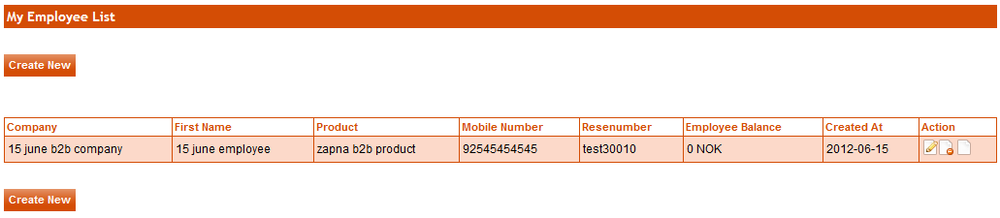 My Employee List
Create New
Company First Name Product Mobile Number Resenumber Employee Balance Created At Action
15 june b2b company 15 june employee zapna b2b product 92545454545 test30010 0 NOK 2012-06-15
Create New